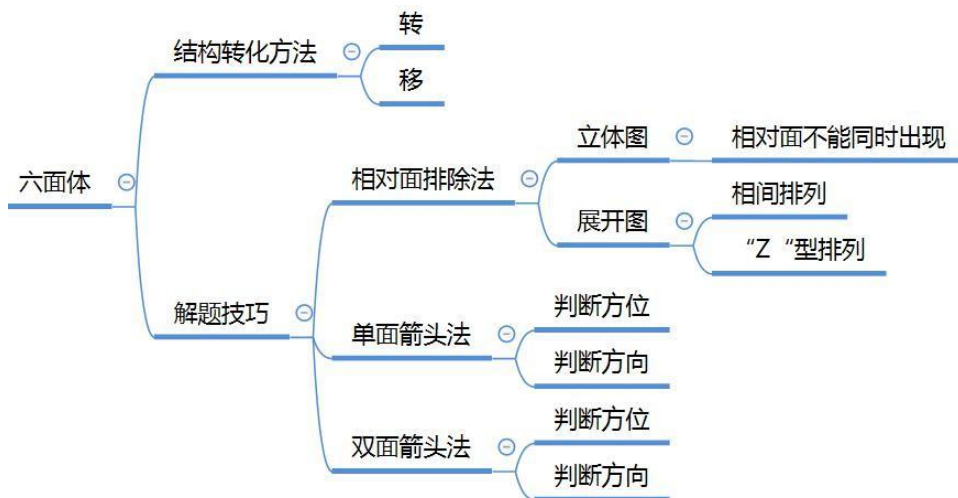 六面体
结构转化方法
转
移
解题技巧
相对面排除法
立体图
相对面不能同时出现
展开图
相间排列
“Z“型排列
单面箭头法
判断方位
判断方向
双面箭头法
判断方位
判断方向